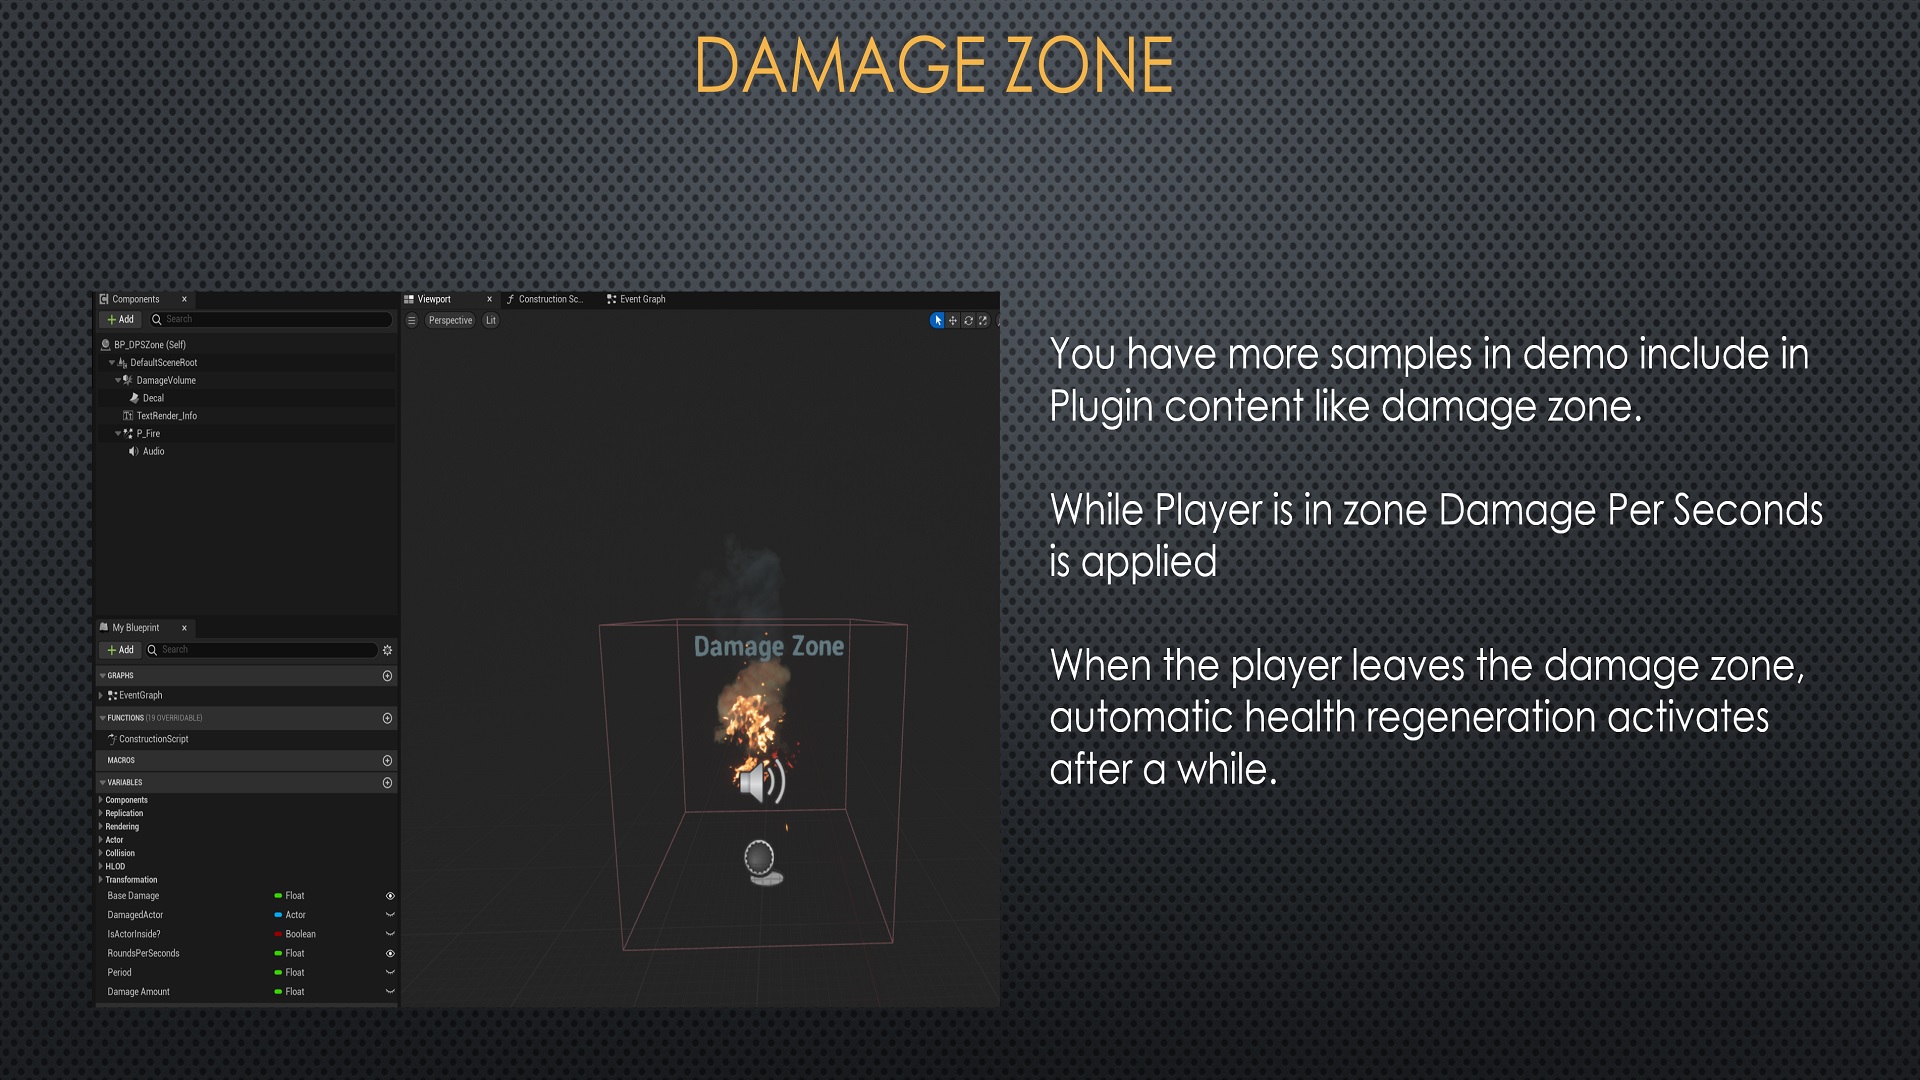 DAMAGE ZONE
Components
Add
Search
BP_DPSZone (Self)
DefaultSceneRoot
DamageVolume
Decal
TextRender_Info
P_Fire
Audio
My Blueprint
Add
Search
GRAPHS
EventGraph
FUNCTIONS (19 OVERRIDABLE)
ConstructionScript
MACROS
VARIABLES
Components
Replication
Rendering
Actor
Collision
HLOD
Transformation
Base Damage Float
DamagedActor Actor
IsActorInside? Boolean
RoundsPerSeconds Float
Period Float
Damage Amount Float
Viewport Construction Sc... Event Graph
Perspective Lit
Damage Zone
You have more samples in demo include in
Plugin content like damage zone.
While Player is in zone Damage Per Seconds
is applied
When the player leaves the damage zone,
automatic health regeneration activates
after a while.